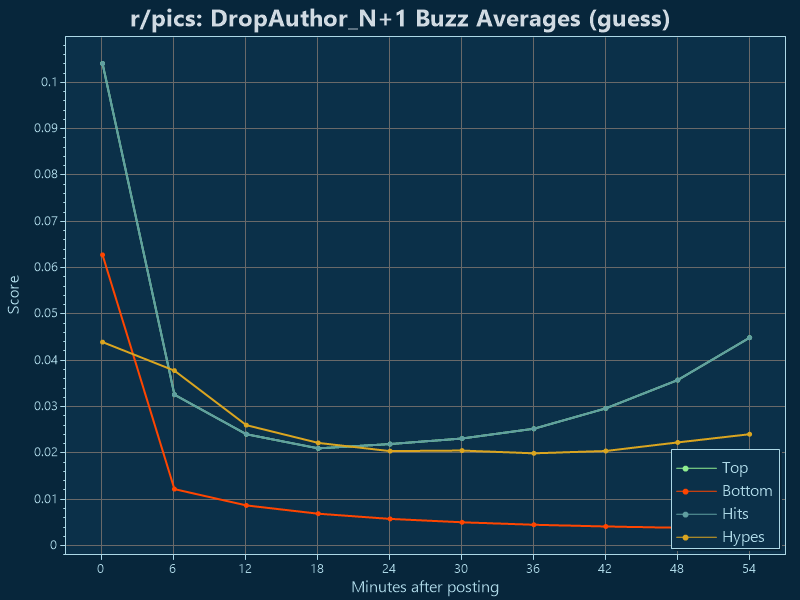 r/pics: DropAuthor_N+1 Buzz Averages (guess)
Score
0.1
0.09
0.08
0.07
0.06
0.05
0.04
0.03
0.02
0.01
0
0 6 12 18 24 30 36 42 48 54
Minutes after posting
Top
Bottom
Hits
Hypes